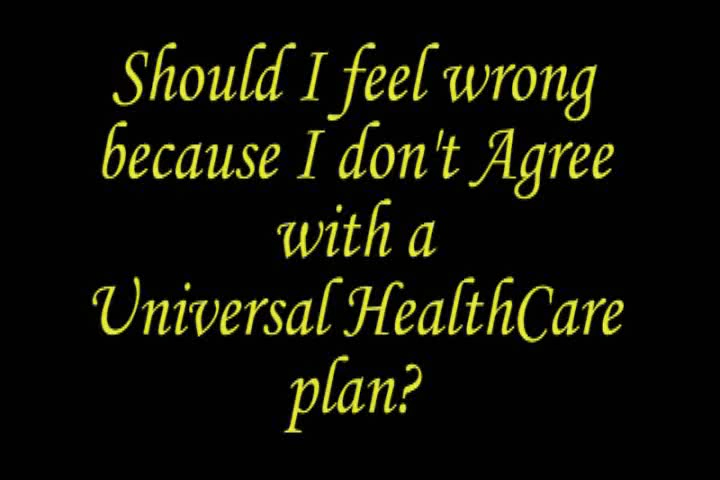 Should I feel wrong
because I don't Agree
with a
Universal HealthCare
plan?